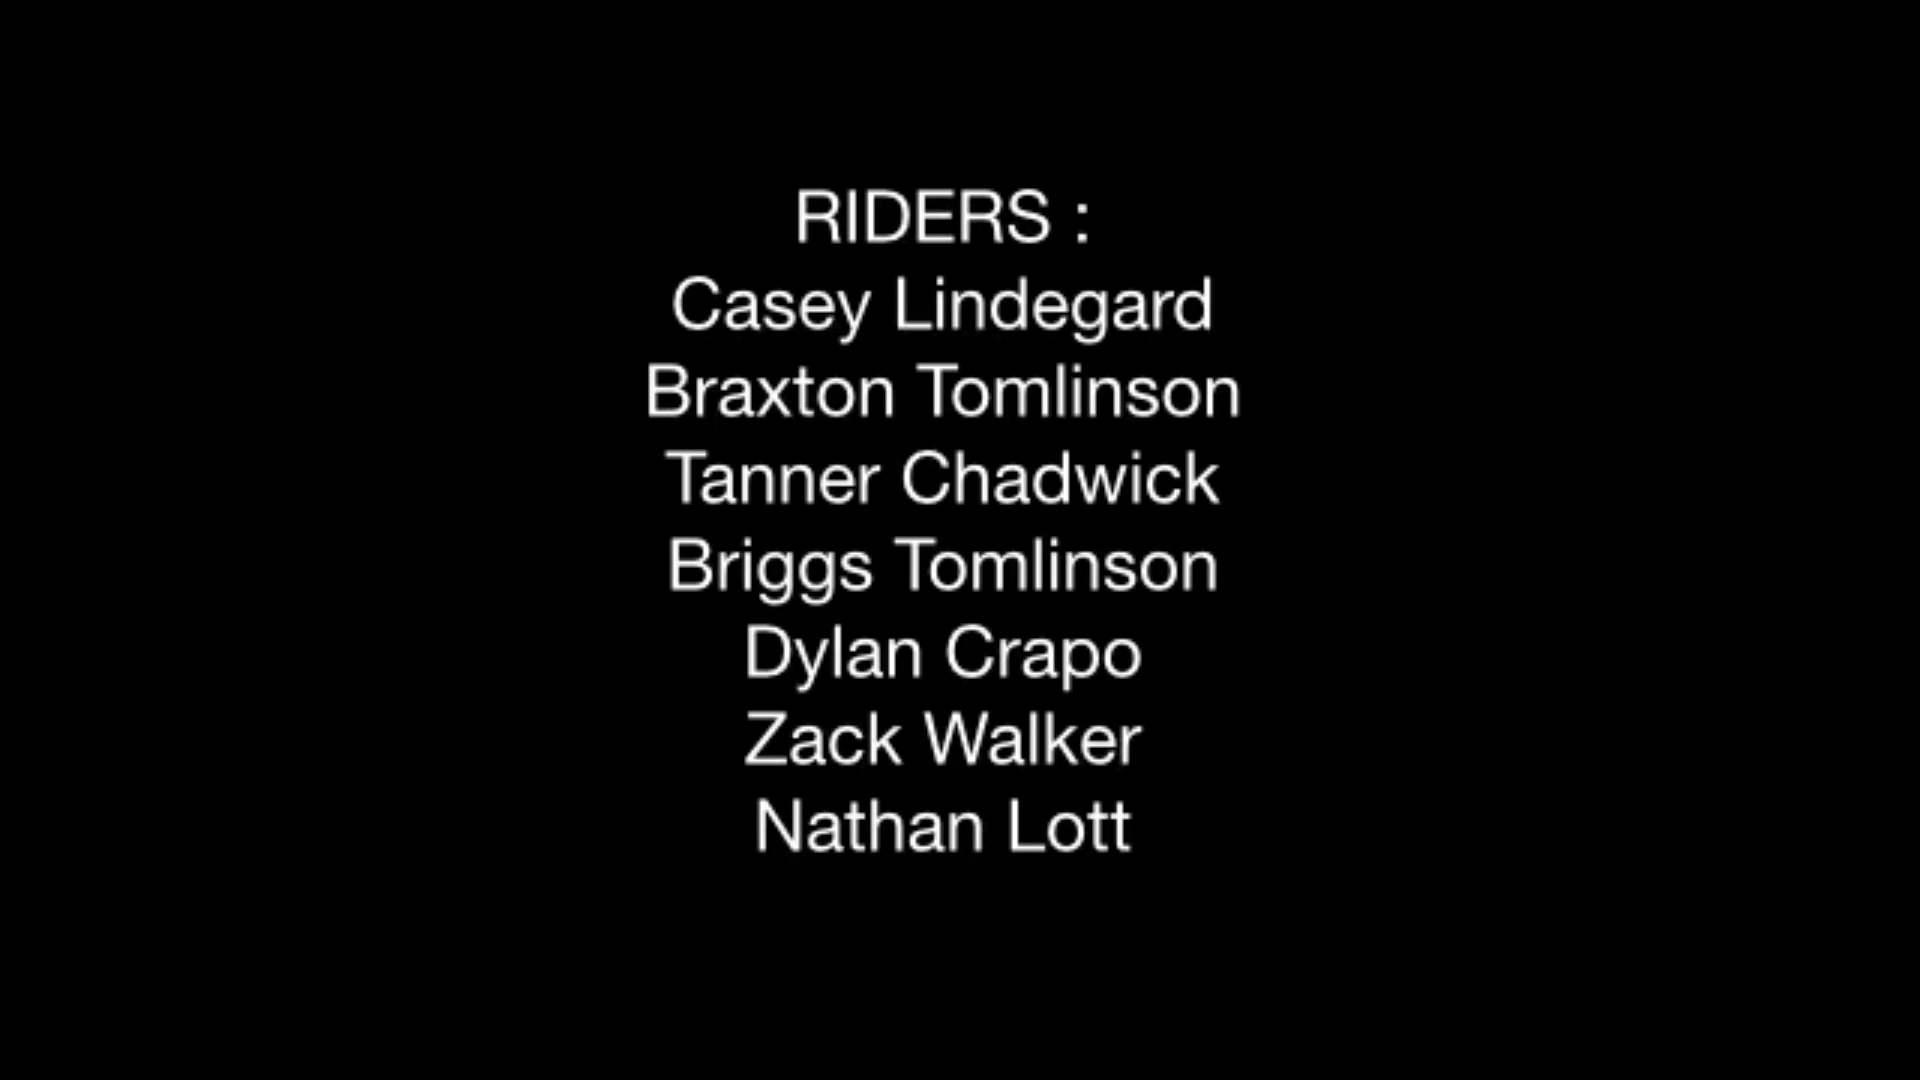 RIDERS :
Casey Lindegard
Braxton Tomlinson
Tanner Chadwick
Briggs Tomlinson
Dylan Crapo
Zack Walker
Nathan Lott